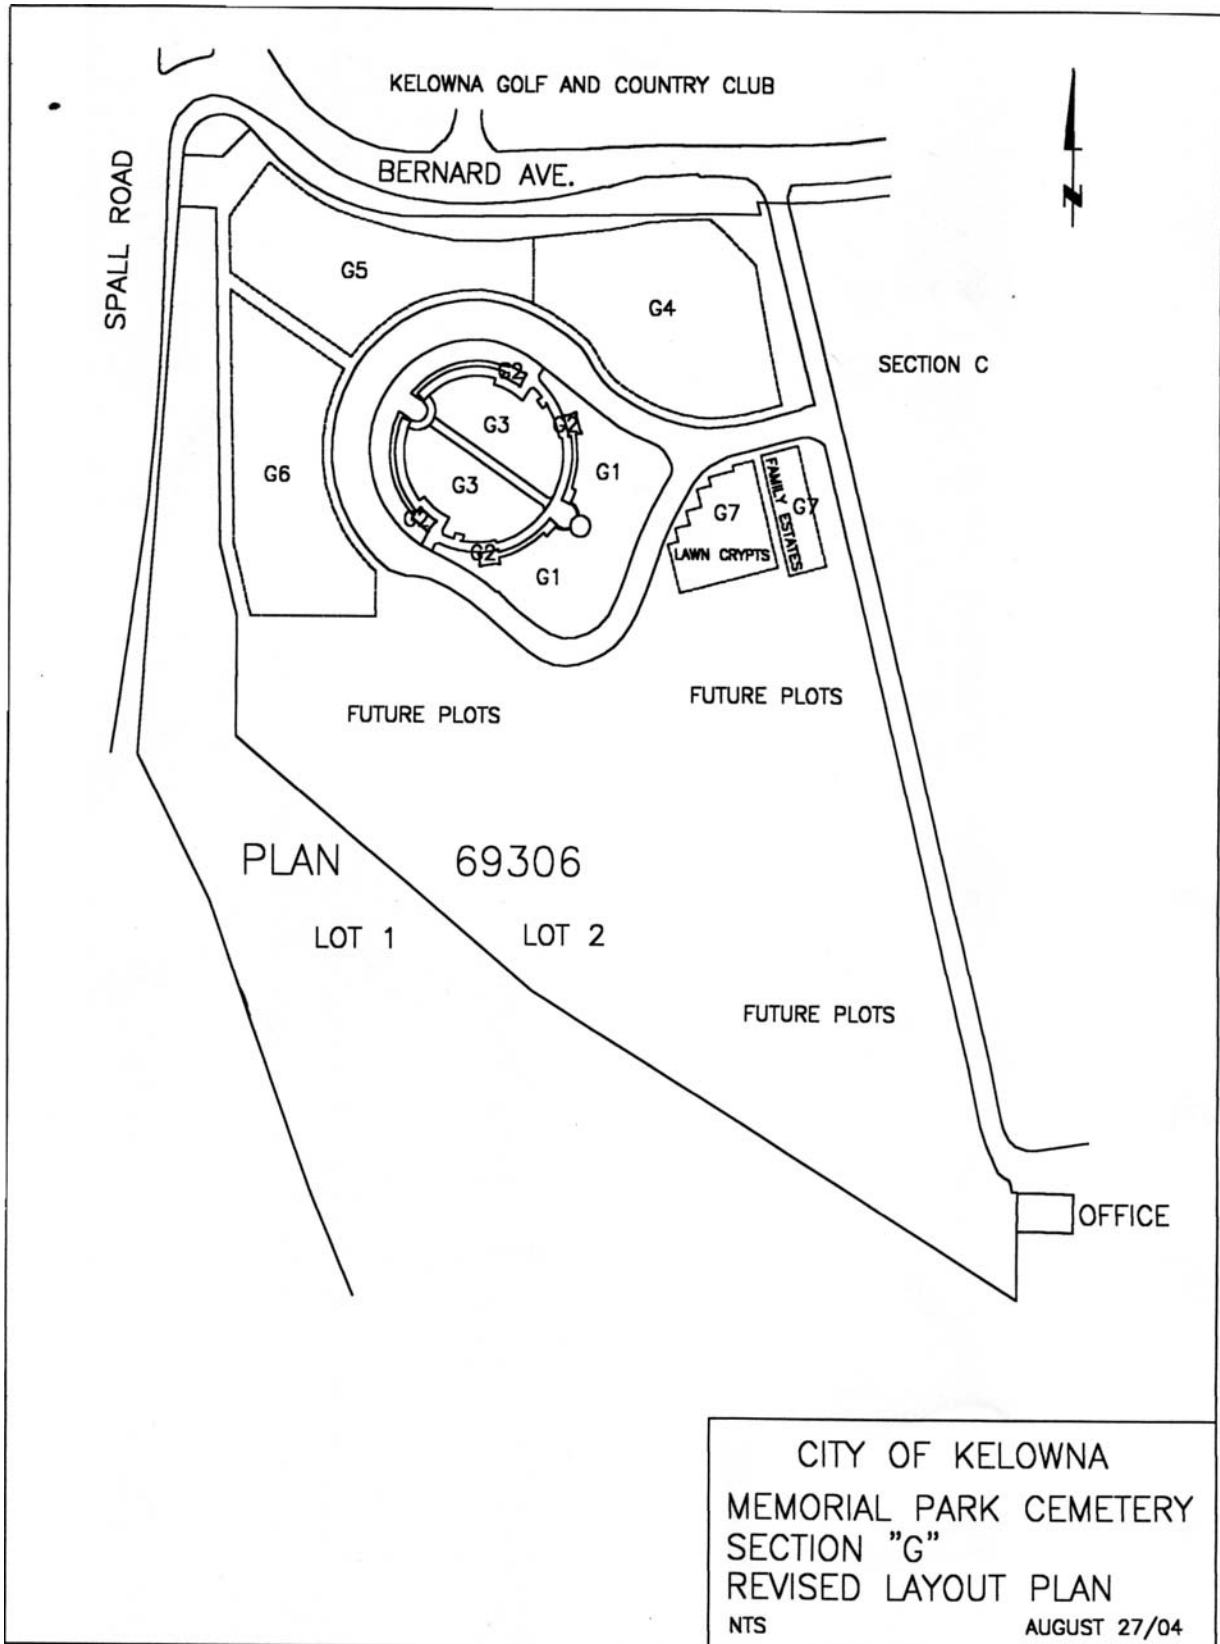 KELOWNA GOLF AND COUNTRY CLUB
BERNARD AVE.
SPALL ROAD
N
G5
G4
SECTION C
G2
G3
G2
G1
G6
G3
G2
G2
G1
G7
LAWN CRYPTS
FAMILY ESTATES
G7
FUTURE PLOTS
FUTURE PLOTS
PLAN 69306
LOT 1
LOT 2
FUTURE PLOTS
OFFICE
CITY OF KELOWNA
MEMORIAL PARK CEMETERY
SECTION "G"
REVISED LAYOUT PLAN
NTS AUGUST 27/04